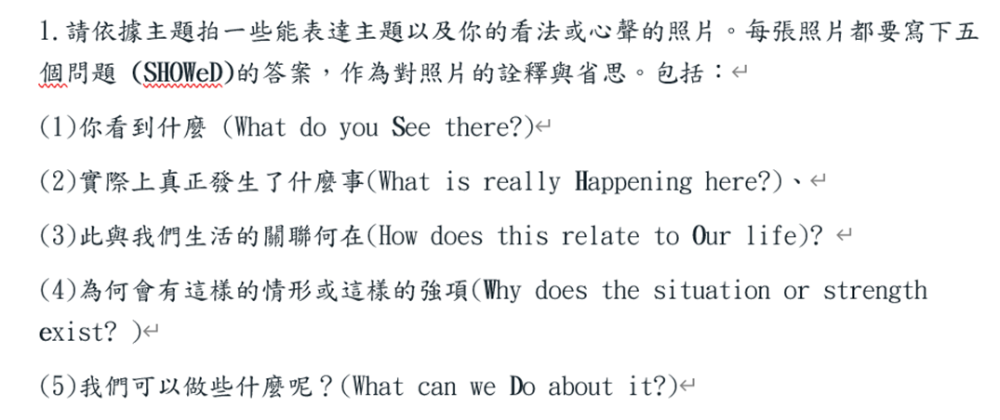 1.請依據主題拍一些能表達主題以及你的看法或心聲的照片。每張照片都要寫下五
個問題 (SHOWeD)的答案，作為對照片的詮釋與省思。包括：↵
(1)你看到什麼 (What do you See there?)↵
(2)實際上真正發生了什麼事(What is really Happening here?)、↵
(3)此與我們生活的關聯何在(How does this relate to Our life)? ↵
(4)為何會有這樣的情形或這樣的強項(Why does the situation or strength
exist? )↵
(5)我們可以做些什麼呢？(What can we Do about it?)↵